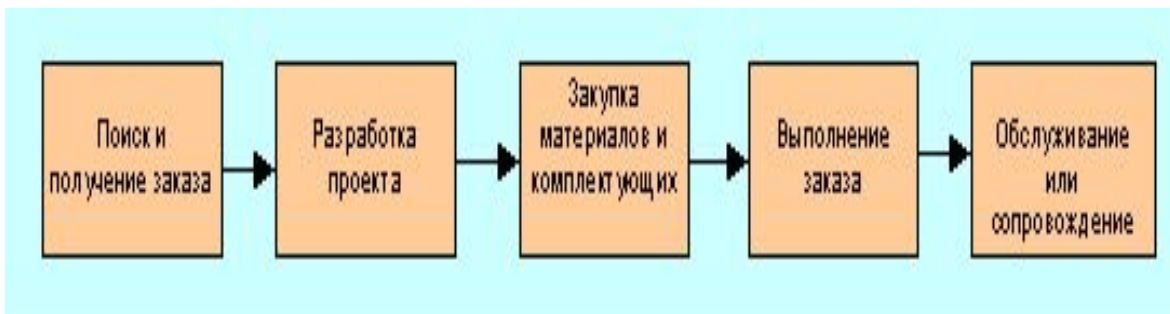 Поиск и
получение заказа
Разработка
проекта
Закупка
материалов и
комплектующих
Выполнение
заказа
Обслуживание
или
сопровождение